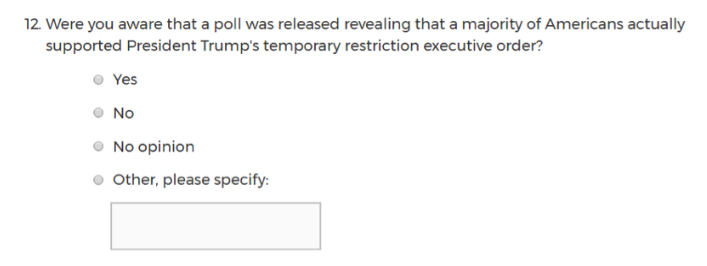 12. Were you aware that a poll was released revealing that a majority of Americans actually
supported President Trump's temporary restriction executive order?
Yes
No
No opinion
Other, please specify: